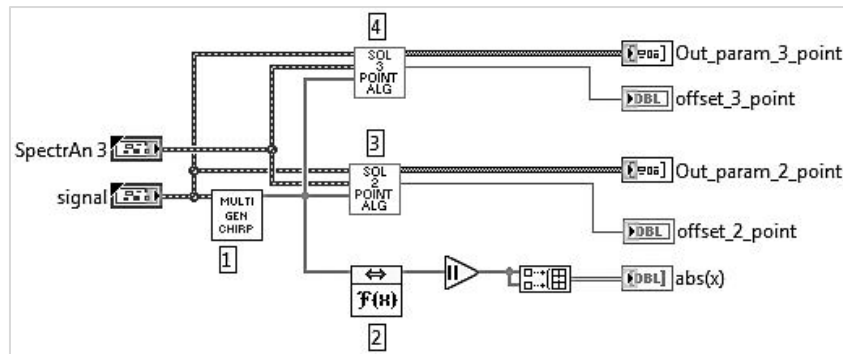 4
SOL
3
POINT
ALG
Out_param_3_point
DBL
offset_3_point
SpectrAn 3
3
SOL
2
POINT
ALG
Out_param_2_point
signal
MULTI
GEN
CHIRP
1
DBL
offset_2_point
F(x)
DBL
abs(x)
2